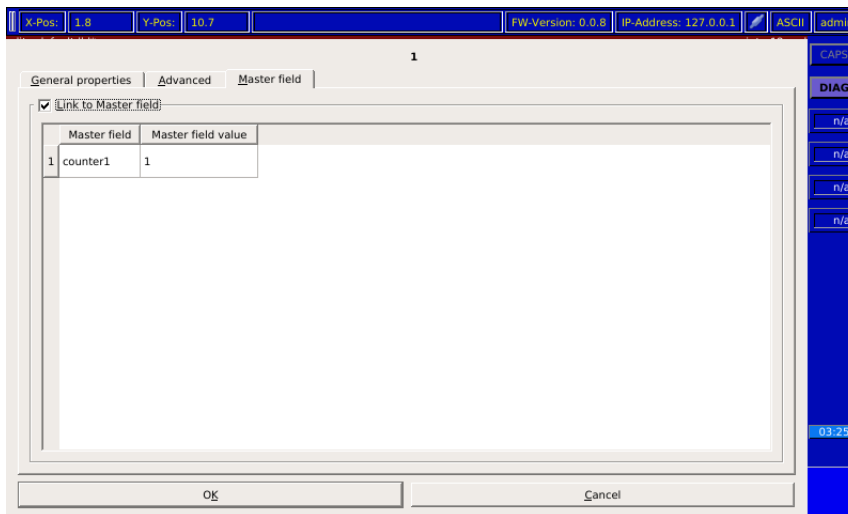 X-Pos: 1.8 Y-Pos: 10.7 FW-Version: 0.0.8 IP-Address: 127.0.0.1 ASCII
1
CAPS
General properties Advanced Master field
DIAG
Link to Master field
n/a
Master field Master field value
n/a
1 counter1 1
n/a
n/a
03:25
OK Cancel